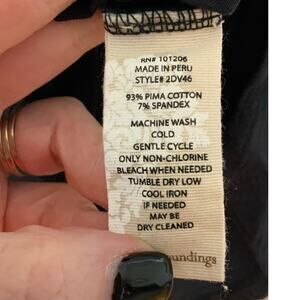 RN# 101206
MADE IN PERU
STYLE# 2DV46
93% PIMA COTTON
7% SPANDEX
MACHINE WASH
COLD
GENTLE CYCLE
ONLY NON-CHLORINE
BLEACH WHEN NEEDED
TUMBLE DRY LOW
COOL IRON
IF NEEDED
MAY BE
DRY CLEANED
oundings